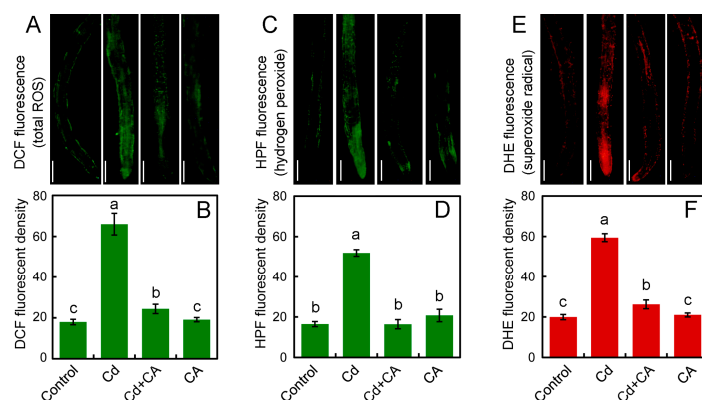 A
DCF fluorescence
(total ROS)
C
HPF fluorescence
(hydrogen peroxide)
E
DHE fluorescence
(superoxide radical)
B
DCF fluorescent density
80
60
40
20
0
c
a
b
c
Control
Cd
Cd+CA
CA
D
HPF fluorescent density
80
60
40
20
0
b
a
b
b
Control
Cd
Cd+CA
CA
F
DHE fluorescent density
80
60
40
20
0
c
a
b
c
Control
Cd
Cd+CA
CA